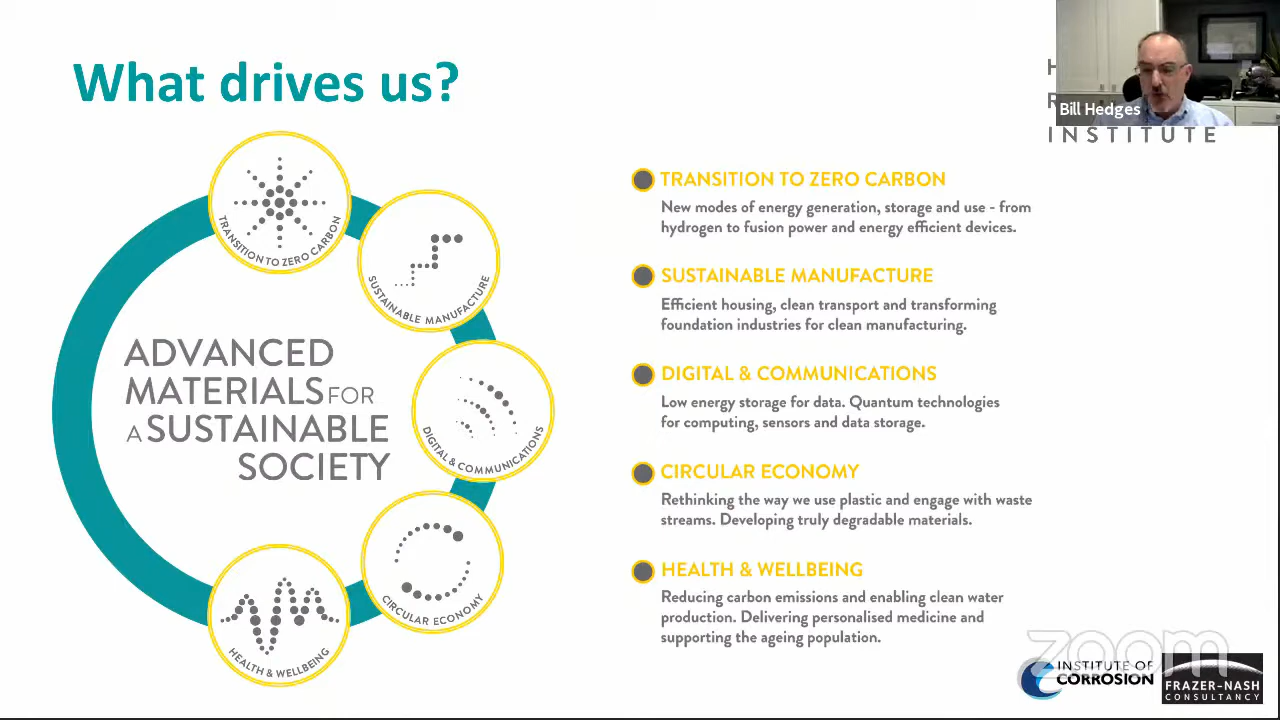 What drives us?
Bill Hedges
H
R
INSTITUTE
TRANSITION TO ZERO CARBON
SUSTAINABLE MANUFACTURE
DIGITAL & COMMUNICATIONS
CIRCULAR ECONOMY
HEALTH & WELLBEING
ADVANCED
MATERIALS FOR
A SUSTAINABLE
SOCIETY
TRANSITION TO ZERO CARBON
New modes of energy generation, storage and use - from
hydrogen to fusion power and energy efficient devices.
SUSTAINABLE MANUFACTURE
Efficient housing, clean transport and transforming
foundation industries for clean manufacturing.
DIGITAL & COMMUNICATIONS
Low energy storage for data. Quantum technologies
for computing, sensors and data storage.
CIRCULAR ECONOMY
Rethinking the way we use plastic and engage with waste
streams. Developing truly degradable materials.
HEALTH & WELLBEING
Reducing carbon emissions and enabling clean water
production. Delivering personalised medicine and
supporting the ageing population.
zoom
INSTITUTE OF
CORROSION
FRAZER-NASH
CONSULTANCY